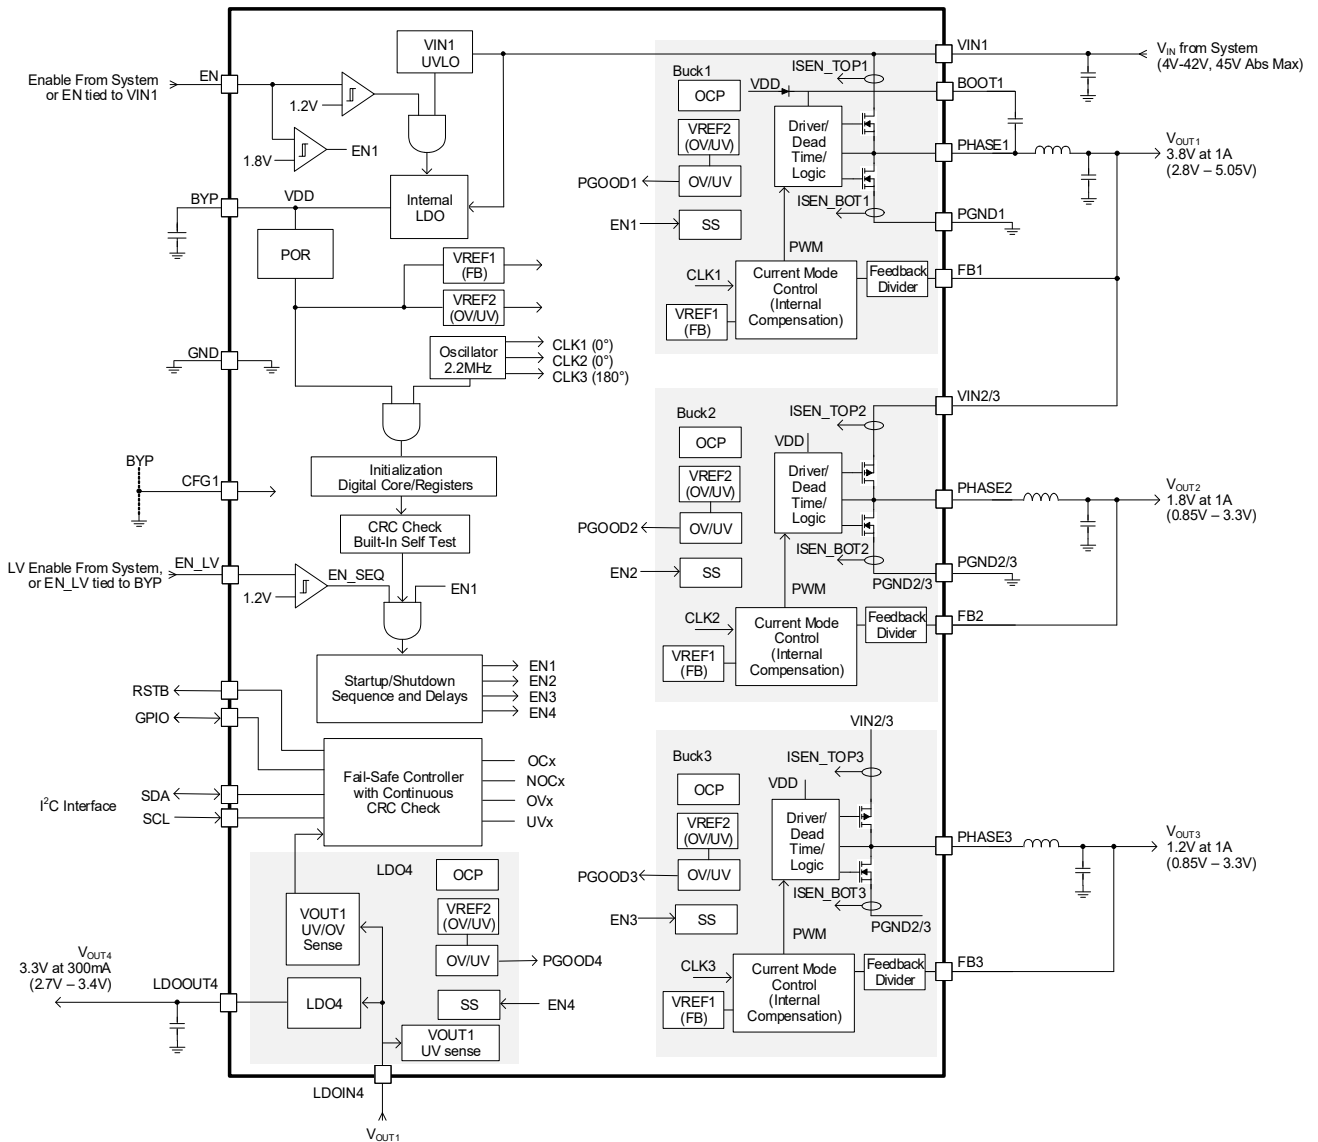 Enable From System
or EN tied to VIN1
EN
1.2V
1.8V
EN1
VIN1
UVLO
BYP
VDD
Internal
LDO
POR
VREF1
(FB)
VREF2
(OV/UV)
Oscillator
2.2MHz
CLK1 (0°)
CLK2 (0°)
CLK3 (180°)
GND
BYP
CFG1
Initialization
Digital Core/Registers
CRC Check
Built-In Self Test
LV Enable From System,
or EN_LV tied to BYP
EN_LV
1.2V
EN_SEQ
EN1
Startup/Shutdown
Sequence and Delays
EN1
EN2
EN3
EN4
RSTB
GPIO
I²C Interface
SDA
SCL
Fail-Safe Controller
with Continuous
CRC Check
OCx
NOCx
OVx
UVx
LDO4
OCP
VREF2
(OV/UV)
OV/UV
PGOOD4
SS
EN4
VOUT1
UV/OV
Sense
LDO4
VOUT1
UV sense
VOUT4
3.3V at 300mA
(2.7V – 3.4V)
LDOOUT4
LDOIN4
VOUT1
Buck1
OCP
VREF2
(OV/UV)
OV/UV
PGOOD1
EN1
SS
VDD
ISEN_TOP1
Driver/
Dead
Time/
Logic
ISEN_BOT1
PWM
CLK1
VREF1
(FB)
Current Mode
Control
(Internal
Compensation)
Feedback
Divider
VIN1
BOOT1
PHASE1
PGND1
FB1
VIN from System
(4V-42V, 45V Abs Max)
VOUT1
3.8V at 1A
(2.8V – 5.05V)
Buck2
OCP
VREF2
(OV/UV)
OV/UV
PGOOD2
EN2
SS
VDD
ISEN_TOP2
Driver/
Dead
Time/
Logic
ISEN_BOT2
PGND2/3
PWM
CLK2
VREF1
(FB)
Current Mode
Control
(Internal
Compensation)
Feedback
Divider
VIN2/3
PHASE2
PGND2/3
FB2
VOUT2
1.8V at 1A
(0.85V – 3.3V)
VIN2/3
Buck3
OCP
VREF2
(OV/UV)
OV/UV
PGOOD3
EN3
SS
VDD
ISEN_TOP3
Driver/
Dead
Time/
Logic
ISEN_BOT3
PGND2/3
PWM
CLK3
VREF1
(FB)
Current Mode
Control
(Internal
Compensation)
Feedback
Divider
PHASE3
FB3
VOUT3
1.2V at 1A
(0.85V – 3.3V)